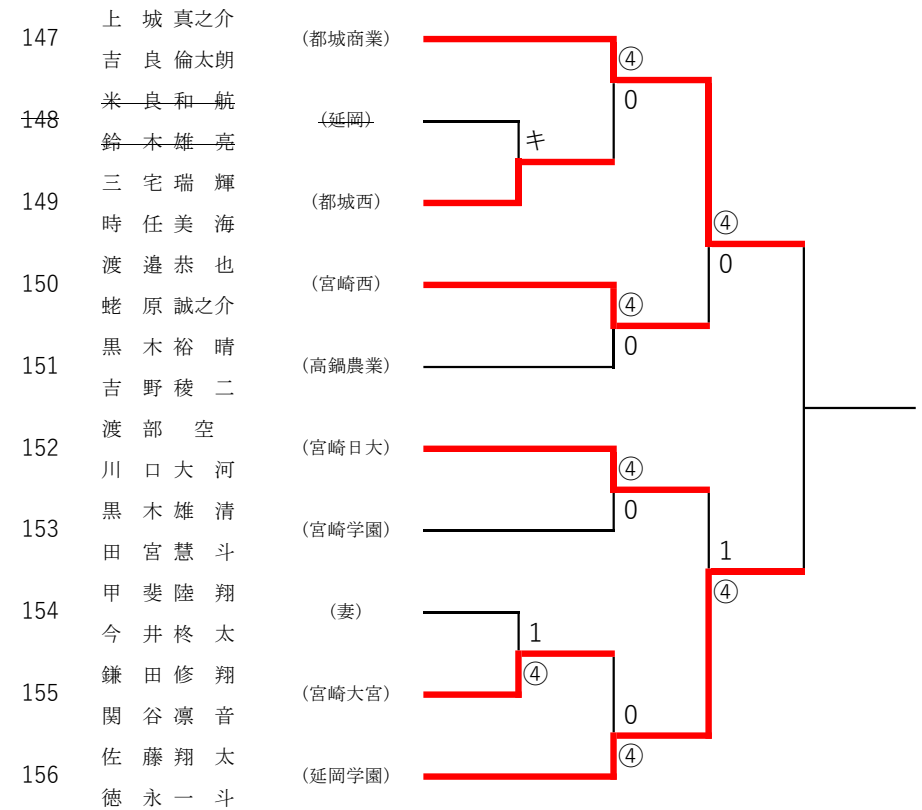 上 城 真之介
147 (都城商業)
吉 良 倫太朗
④
米 良 和 航
0
148 (延岡)
鈴 木 雄 亮
キ
三 宅 瑞 輝
149 (都城西)
時 任 美 海
④
渡 邉 恭 也
0
150 (宮崎西)
蛯 原 誠之介
④
黒 木 裕 晴
0
151 (高鍋農業)
吉 野 稜 二
渡 部 空
152 (宮崎日大)
川 口 大 河
④
黒 木 雄 清
0
153 (宮崎学園)
田 宮 慧 斗
1
甲 斐 陸 翔
④
154 (妻)
今 井 柊 太
1
鎌 田 修 翔
④
155 (宮崎大宮)
関 谷 凛 音
0
佐 藤 翔 太
④
156 (延岡学園)
徳 永 一 斗